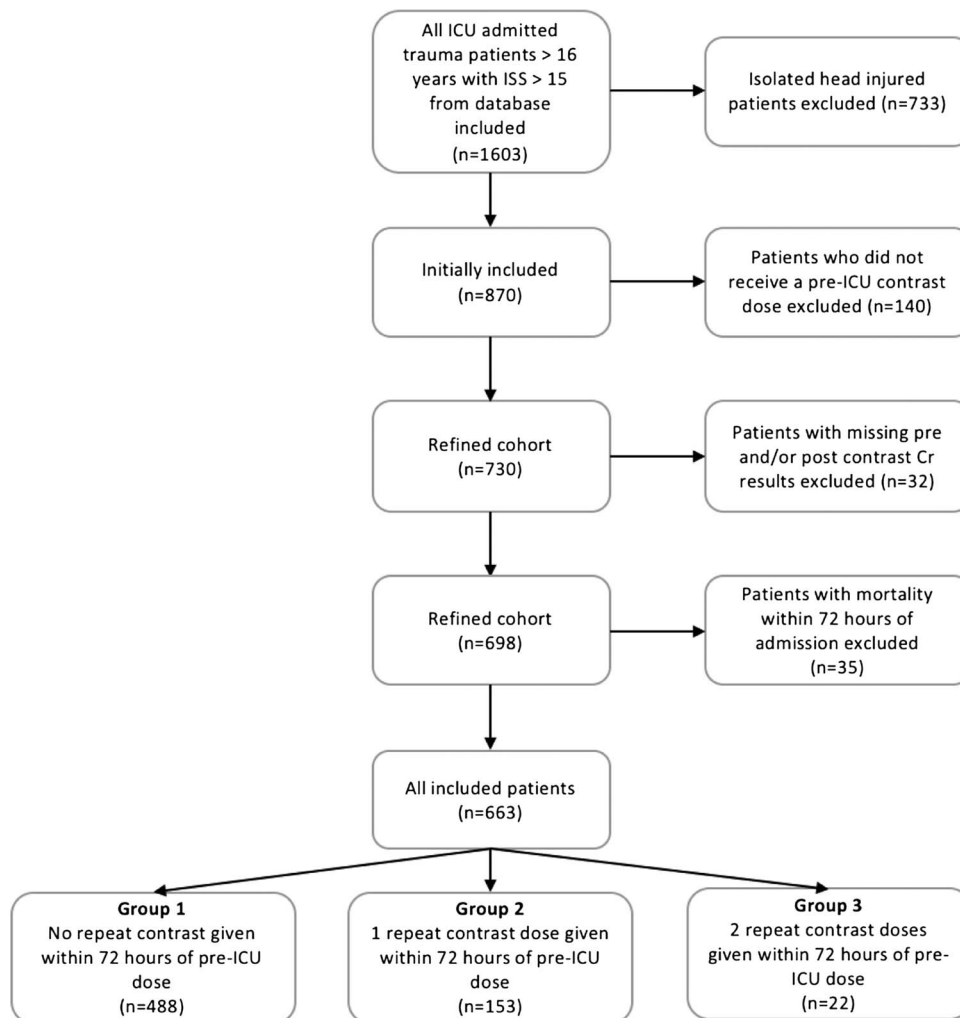 All ICU admitted
trauma patients > 16
years with ISS > 15
from database
included
(n=1603)
Isolated head injured
patients excluded (n=733)
Initially included
(n=870)
Patients who did not
receive a pre-ICU contrast
dose excluded (n=140)
Refined cohort
(n=730)
Patients with missing pre
and/or post contrast Cr
results excluded (n=32)
Refined cohort
(n=698)
Patients with mortality
within 72 hours of
admission excluded
(n=35)
All included patients
(n=663)
Group 1
No repeat contrast given
within 72 hours of pre-ICU
dose
(n=488)
Group 2
1 repeat contrast dose given
within 72 hours of pre-ICU
dose
(n=153)
Group 3
2 repeat contrast doses
given within 72 hours of pre-
ICU dose
(n=22)